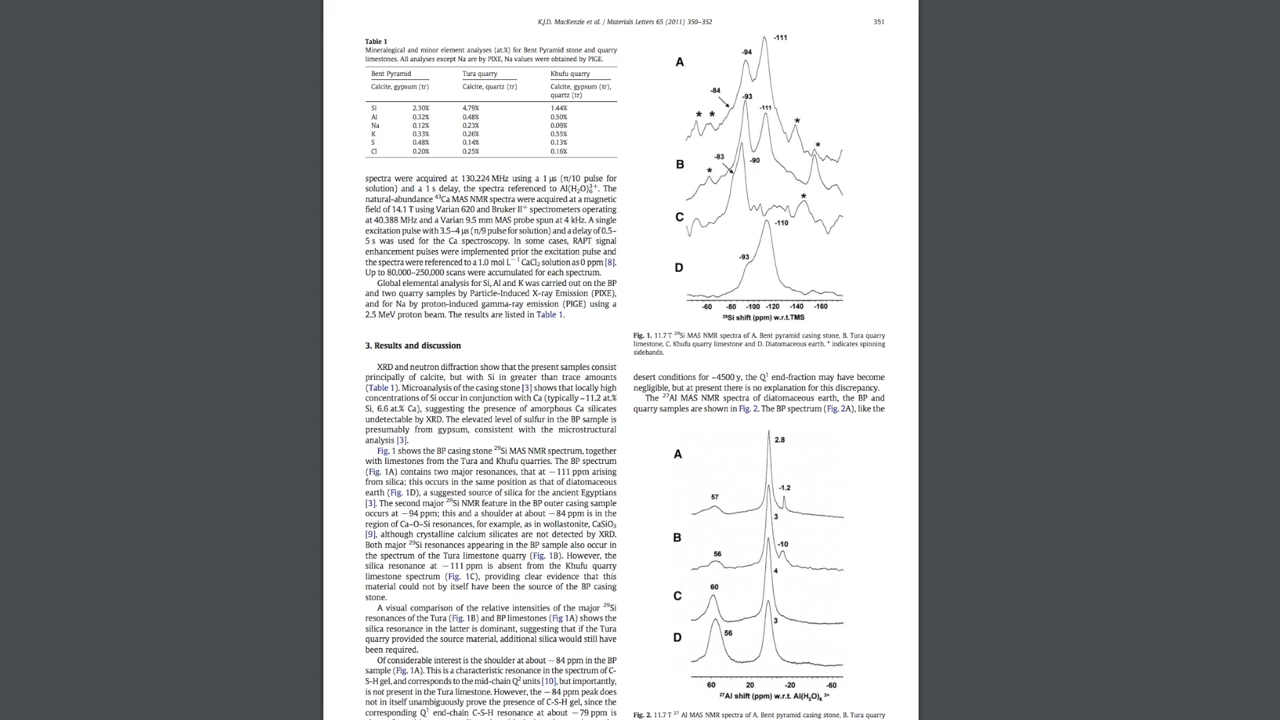 K.J.D. MacKenzie et al. / Materials Letters 65 (2011) 350–352
351
Table 1
Mineralogical and minor element analyses (at.%) for Bent Pyramid stone and quarry
limestones. All analyses except Na are by PIXE, Na values were obtained by PIGE.
Bent Pyramid Tura quarry Khufu quarry
Calcite, gypsum (tr) Calcite, quartz (tr) Calcite, gypsum (tr),
quartz (tr)
Si 2.30% 4.79% 1.44%
Al 0.32% 0.48% 0.50%
Na 0.12% 0.23% 0.09%
K 0.33% 0.26% 0.55%
S 0.48% 0.14% 0.13%
Cl 0.20% 0.25% 0.16%
spectra were acquired at 130.224 MHz using a 1 μs (π/10 pulse for
solution) and a 1 s delay, the spectra referenced to Al(H₂O)₆³⁺. The
natural-abundance ⁴³Ca MAS NMR spectra were acquired at a magnetic
field of 14.1 T using Varian 620 and Bruker II⁺ spectrometers operating
at 40.388 MHz and a Varian 9.5 mm MAS probe spun at 4 kHz. A single
excitation pulse with 3.5–4 μs (π/9 pulse for solution) and a delay of 0.5–
5 s was used for the Ca spectroscopy. In some cases, RAPT signal
enhancement pulses were implemented prior the excitation pulse and
the spectra were referenced to a 1.0 mol L⁻¹ CaCl₂ solution as 0 ppm [8].
Up to 80,000–250,000 scans were accumulated for each spectrum.
Global elemental analysis for Si, Al and K was carried out on the BP
and two quarry samples by Particle-Induced X-ray Emission (PIXE),
and for Na by proton-induced gamma-ray emission (PIGE) using a
2.5 MeV proton beam. The results are listed in Table 1.
3. Results and discussion
XRD and neutron diffraction show that the present samples consist
principally of calcite, but with Si in greater than trace amounts
(Table 1). Microanalysis of the casing stone [3] shows that locally high
concentrations of Si occur in conjunction with Ca (typically ~11.2 at.%
Si, 6.6 at.% Ca), suggesting the presence of amorphous Ca silicates
undetectable by XRD. The elevated level of sulfur in the BP sample is
presumably from gypsum, consistent with the microstructural
analysis [3].
Fig. 1 shows the BP casing stone ²⁹Si MAS NMR spectrum, together
with limestones from the Tura and Khufu quarries. The BP spectrum
(Fig. 1A) contains two major resonances, that at −111 ppm arising
from silica; this occurs in the same position as that of diatomaceous
earth (Fig. 1D), a suggested source of silica for the ancient Egyptians
[3]. The second major ²⁹Si NMR feature in the BP outer casing sample
occurs at −94 ppm; this and a shoulder at about −84 ppm is in the
region of Ca–O–Si resonances, for example, as in wollastonite, CaSiO₃
[9], although crystalline calcium silicates are not detected by XRD.
Both major ²⁹Si resonances appearing in the BP sample also occur in
the spectrum of the Tura limestone quarry (Fig. 1B). However, the
silica resonance at −111 ppm is absent from the Khufu quarry
limestone spectrum (Fig. 1C), providing clear evidence that this
material could not by itself have been the source of the BP casing
stone.
A visual comparison of the relative intensities of the major ²⁹Si
resonances of the Tura (Fig. 1B) and BP limestones (Fig 1A) shows the
silica resonance in the latter is dominant, suggesting that if the Tura
quarry provided the source material, additional silica would still have
been required.
Of considerable interest is the shoulder at about −84 ppm in the BP
sample (Fig. 1A). This is a characteristic resonance in the spectrum of C-
S-H gel, and corresponds to the mid-chain Q² units [10], but importantly,
is not present in the Tura limestone. However, the −84 ppm peak does
not in itself unambiguously prove the presence of C-S-H gel, since the
corresponding Q¹ end-chain C-S-H resonance at about −79 ppm is
A
-111
-94
-84
* * * *
B
-93
-111
* 
C
-83
-90
*
D
-110
-93
-60 -80 -100 -120 -140 -160
²⁹Si shift (ppm) w.r.t.TMS
Fig. 1. 11.7 T ²⁹Si MAS NMR spectra of A. Bent pyramid casing stone, B. Tura quarry
limestone, C. Khufu quarry limestone and D. Diatomaceous earth. * indicates spinning
sidebands.
desert conditions for ~4500 y, the Q¹ end-fraction may have become
negligible, but at present there is no explanation for this discrepancy.
The ²⁷Al MAS NMR spectra of diatomaceous earth, the BP and
quarry samples are shown in Fig. 2. The BP spectrum (Fig. 2A), like the
A
2.8
57
-1.2
B
3
56
-10
C
4
60
D
3
56
60 20 -20 -60
²⁷Al shift (ppm) w.r.t. Al(H₂O)₆ ³⁺
Fig. 2. 11.7 T ²⁷ Al MAS NMR spectra of A. Bent pyramid casing stone, B. Tura quarry